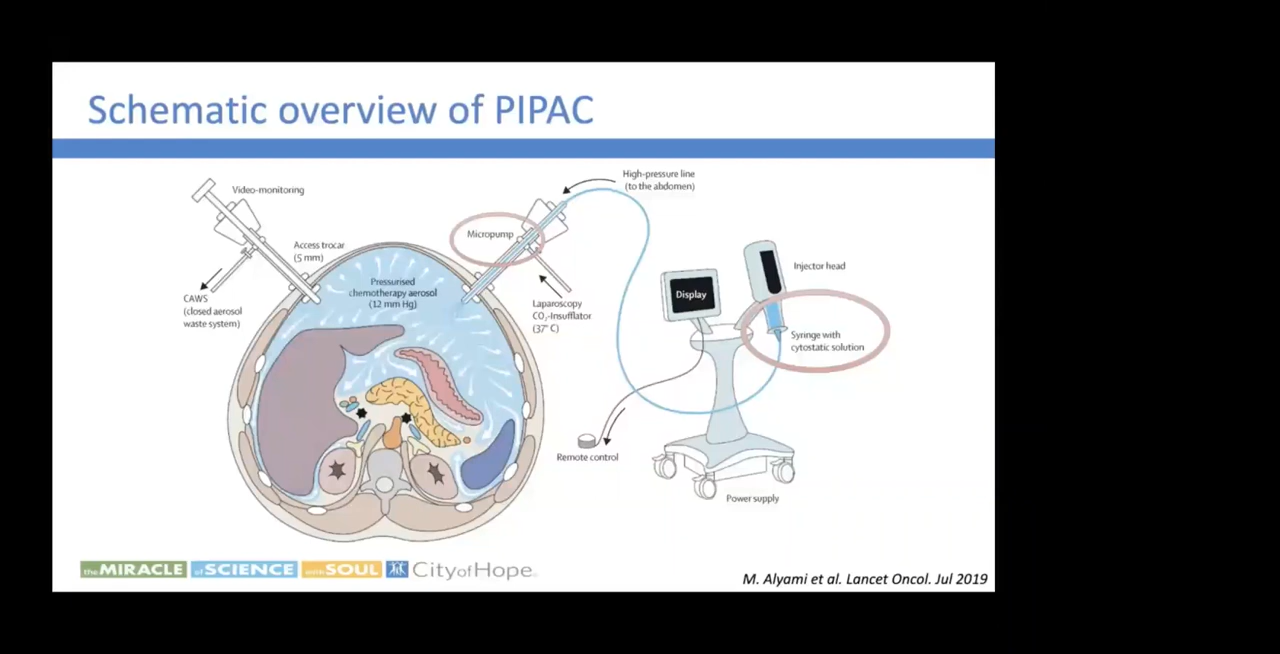 Schematic overview of PIPAC
Video-monitoring
Access trocar
(5 mm)
CAWS
(closed aerosol
waste system)
Pressurised
chemotherapy aerosol
(12 mm Hg)
Micropump
High-pressure line
(to the abdomen)
Laparoscopy
CO₂-Insufflator
(37° C)
Display
Injector head
Syringe with
cytostatic solution
Remote control
Power supply
the MIRACLE of SCIENCE with SOUL City of Hope®
M. Alyami et al. Lancet Oncol. Jul 2019